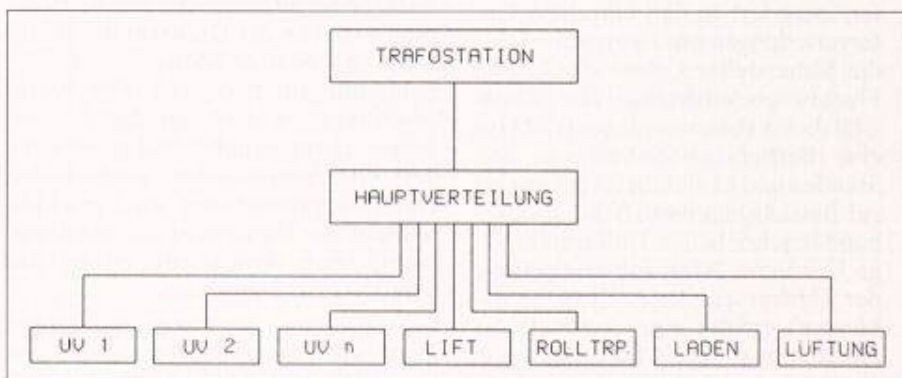 TRAFOSTATION
HAUPTVERTEILUNG
UV 1 UV 2 UV n LIFT ROLLTRP. LADEN LÜFTUNG